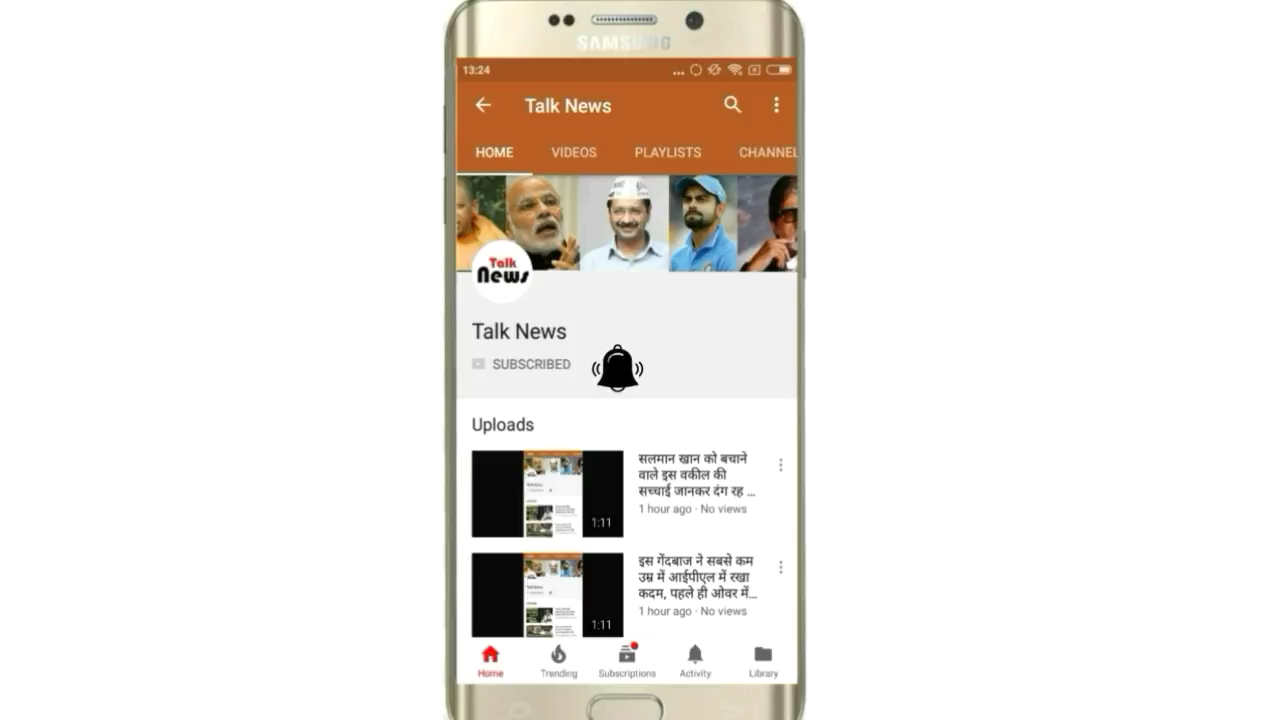 SAMSUNG
13:24
Talk News
HOME VIDEOS PLAYLISTS CHANNEL
Talk
News
Talk News
SUBSCRIBED
Uploads
सलमान खान को बचाने
वाले इस वकील की
सच्चाई जानकर दंग रह ...
1 hour ago · No views
1:11
इस गेंदबाज ने सबसे कम
उम्र में आईपीएल में रखा
कदम, पहले ही ओवर में...
1 hour ago · No views
1:11
Home Trending Subscriptions Activity Library